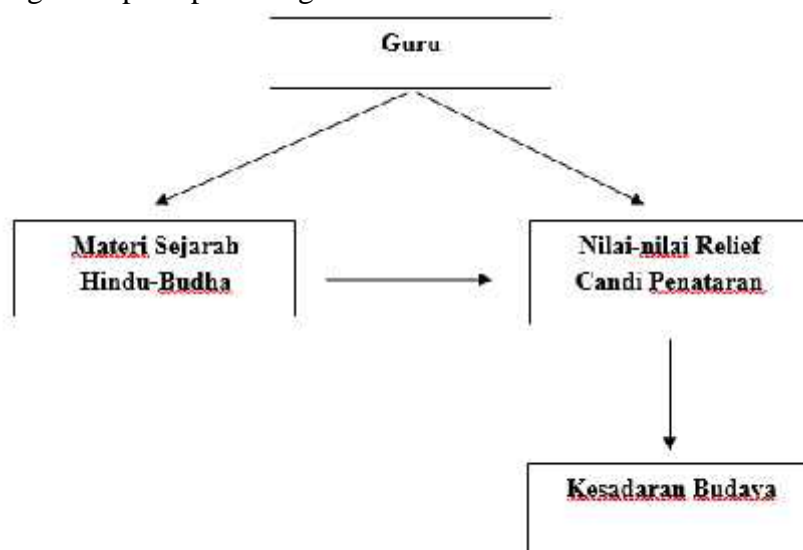 Guru
Materi Sejarah
Hindu-Budha
Nilai-nilai Relief
Candi Penataran
Kesadaran Budaya